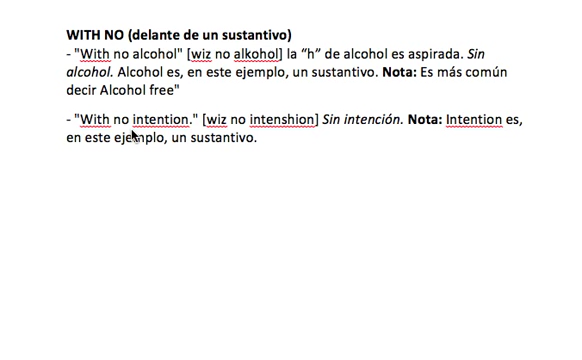 WITH NO (delante de un sustantivo)
- "With no alcohol" [wiz no alkohol] la “h” de alcohol es aspirada. Sin
alcohol. Alcohol es, en este ejemplo, un sustantivo. Nota: Es más común
decir Alcohol free"
- "With no intention." [wiz no intenshion] Sin intención. Nota: Intention es,
en este ejemplo, un sustantivo.